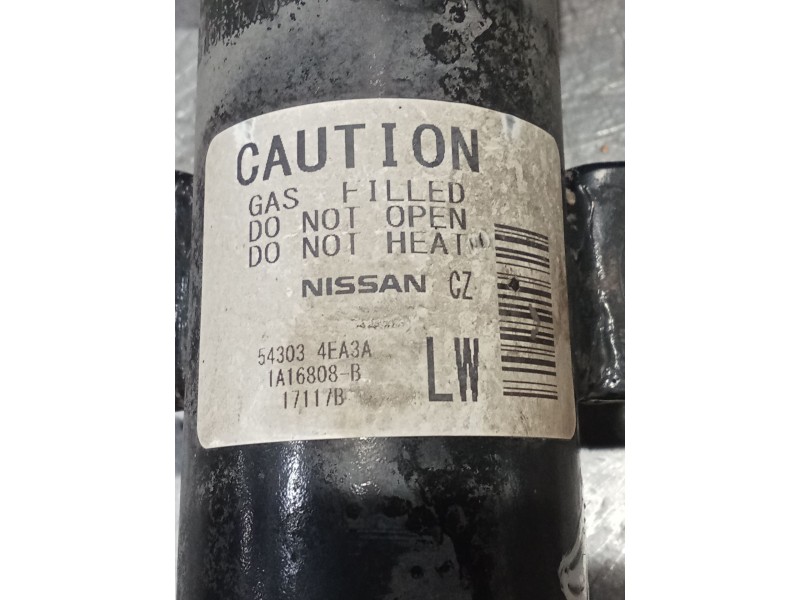 CAUTION
GAS FILLED
DO NOT OPEN
DO NOT HEAT
NISSAN CZ
54303 4EA3A
1A16808-B
17117B
LW